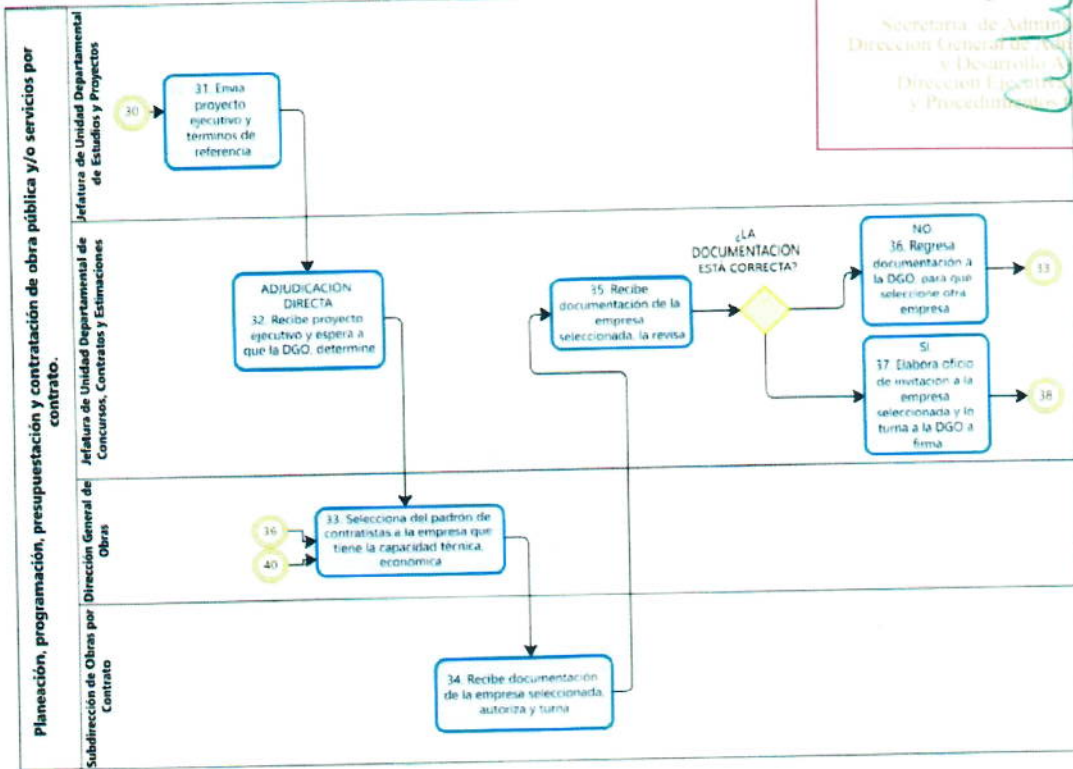 Planeación, programación, presupuestación y contratación de obra pública y/o servicios por
contrato.
Jefatura de Unidad Departamental
de Estudios y Proyectos
30
31. Envía
proyecto
ejecutivo y
términos de
referencia
Jefatura de Unidad Departamental de
Concursos, Contratos y Estimaciones
ADJUDICACIÓN
DIRECTA
32. Recibe proyecto
ejecutivo y espera a
que la DGO, determine
35. Recibe
documentación de la
empresa
seleccionada, la revisa
¿LA
DOCUMENTACIÓN
ESTÁ CORRECTA?
NO
36. Regresa
documentación a
la DGO, para que
seleccione otra
empresa
33
SI
37. Elabora oficio
de invitación a la
empresa
seleccionada y lo
turna a la DGO a
firma
38
Dirección General de
Obras
36
40
33. Selecciona del padrón de
contratistas a la empresa que
tiene la capacidad técnica,
económica
Subdirección de Obras por
Contrato
34. Recibe documentación
de la empresa seleccionada,
autoriza y turna
Secretaría de
Dirección General de
y Desarrollo
Dirección
y